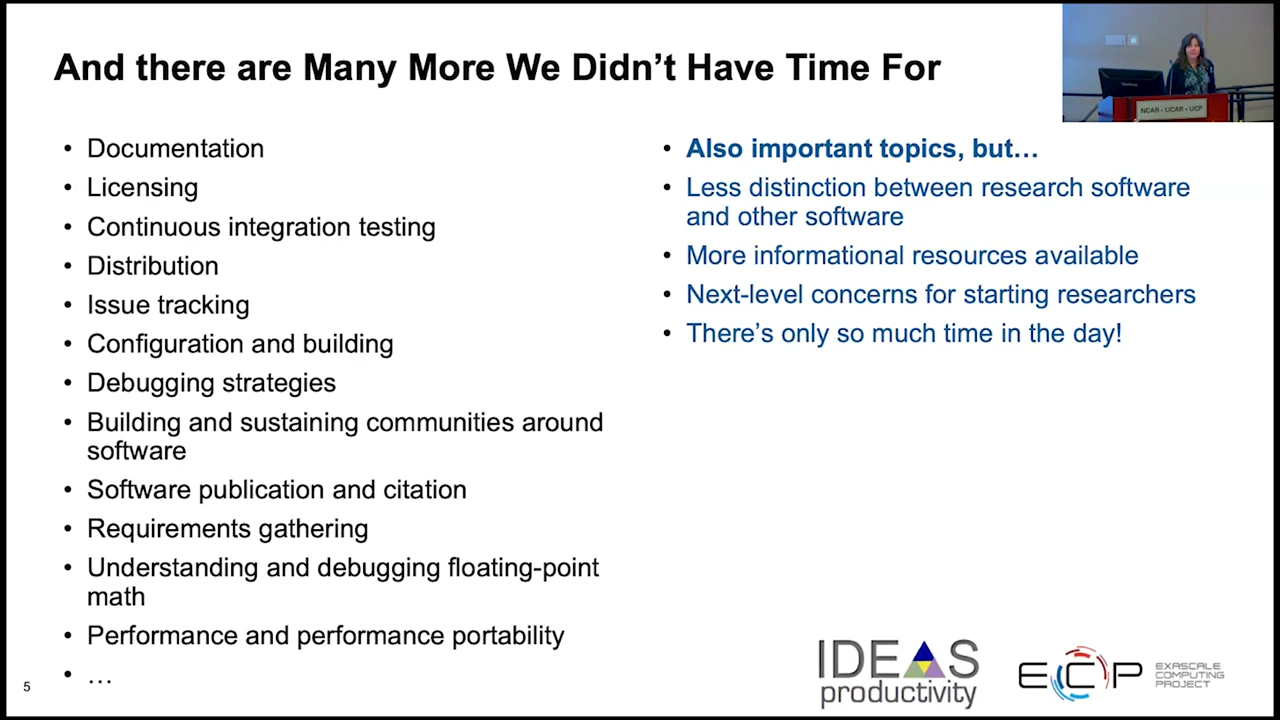 And there are Many More We Didn't Have Time For
• Documentation
• Licensing
• Continuous integration testing
• Distribution
• Issue tracking
• Configuration and building
• Debugging strategies
• Building and sustaining communities around
software
• Software publication and citation
• Requirements gathering
• Understanding and debugging floating-point
math
• Performance and performance portability
• …
• Also important topics, but…
• Less distinction between research software
and other software
• More informational resources available
• Next-level concerns for starting researchers
• There's only so much time in the day!
NCAR • UCAR • UCP
5
IDEAS
productivity
ECP
EXASCALE
COMPUTING
PROJECT